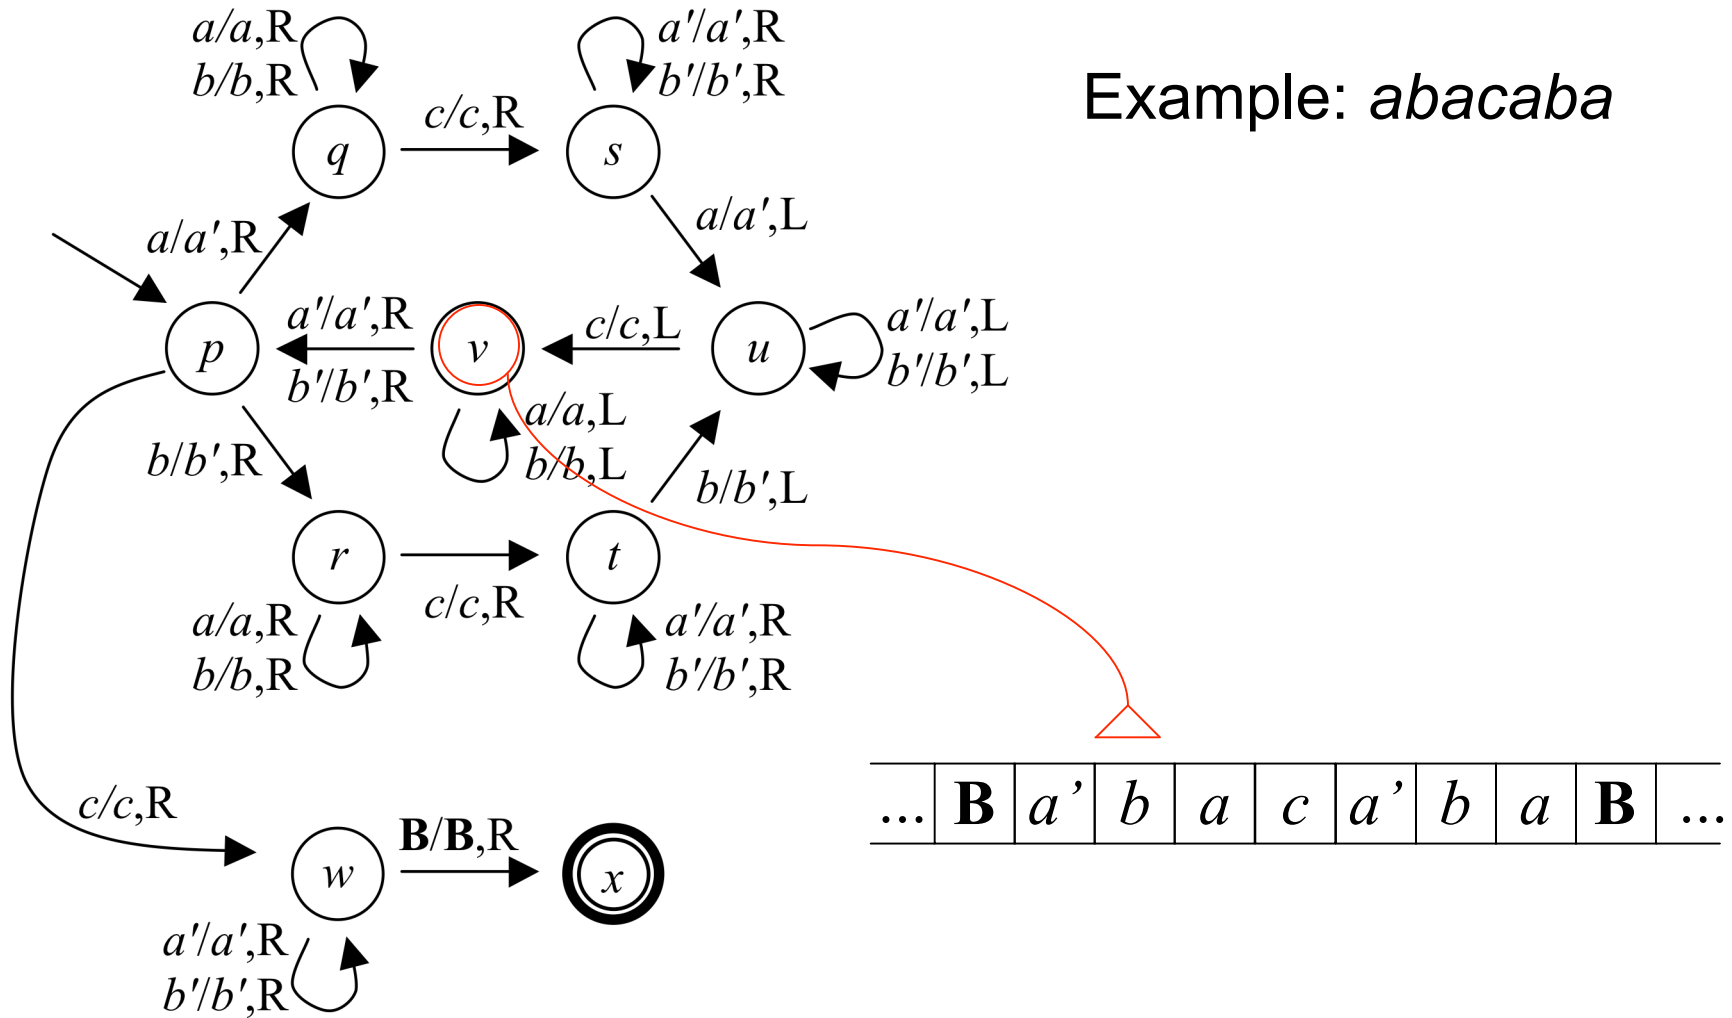 a/a,R
b/b,R
a′/a′,R
b′/b′,R
Example: abacaba
c/c,R
q
s
a/a′,R
a/a′,L
a′/a′,R
b′/b′,R
c/c,L
a′/a′,L
b′/b′,L
p
v
u
a/a,L
b/b,L
b/b′,R
b/b′,L
r
t
c/c,R
a/a,R
b/b,R
a′/a′,R
b′/b′,R
c/c,R
... B a’ b a c a’ b a B ...
B/B,R
w
x
a′/a′,R
b′/b′,R